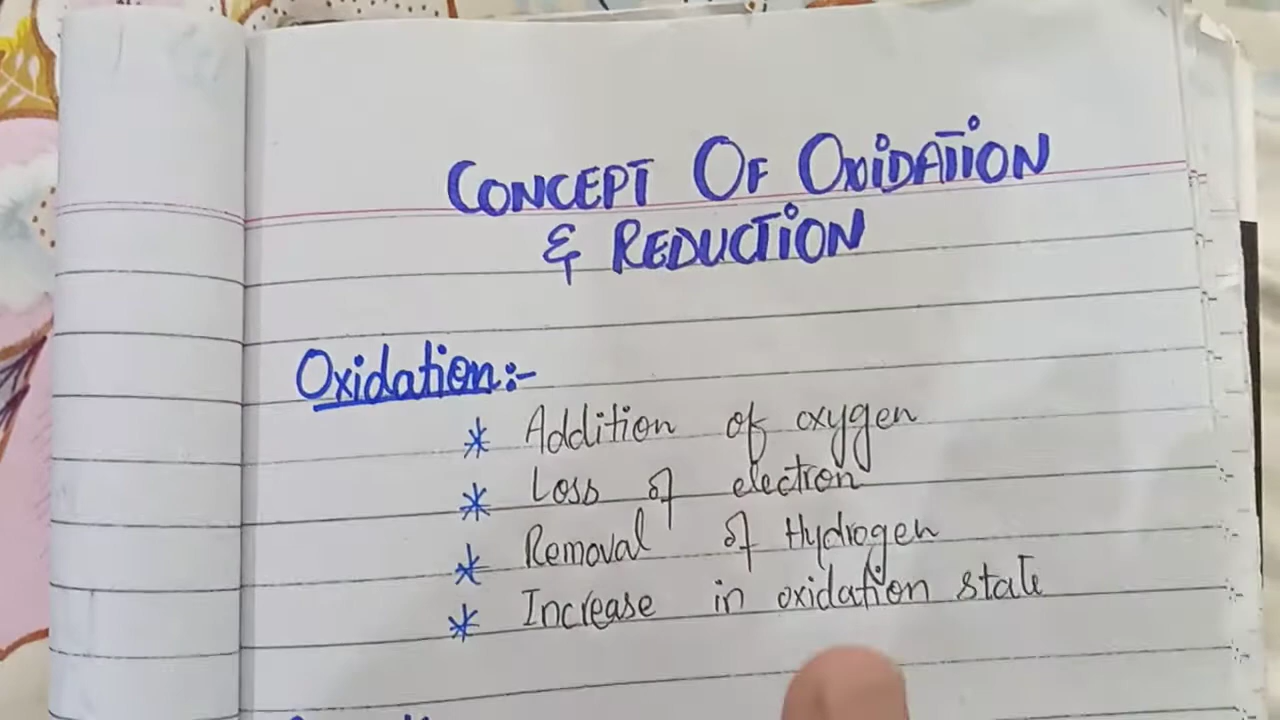 CONCEPT OF OXIDATION
& REDUCTION
Oxidation:-
* Addition of oxygen
* Loss of electron
* Removal of Hydrogen
* Increase in oxidation state